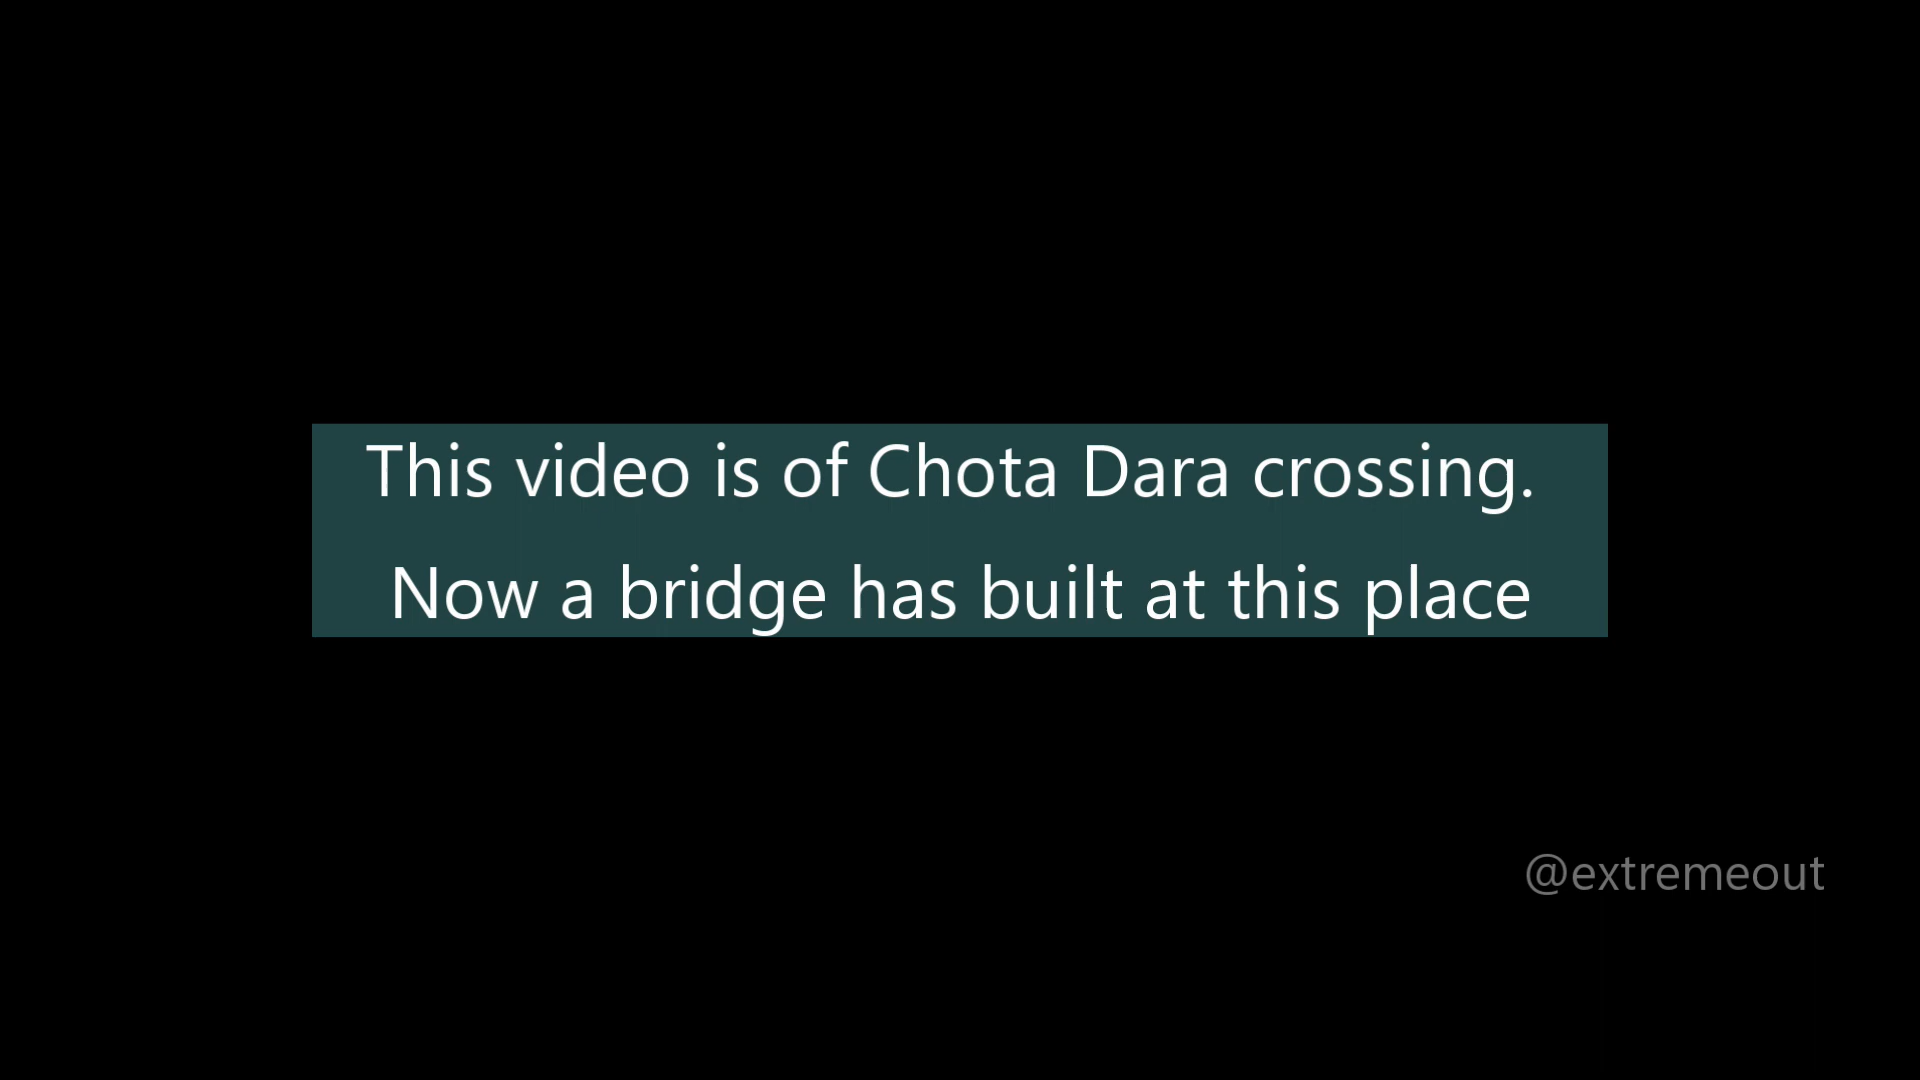 This video is of Chota Dara crossing.
Now a bridge has built at this place
@extremeout